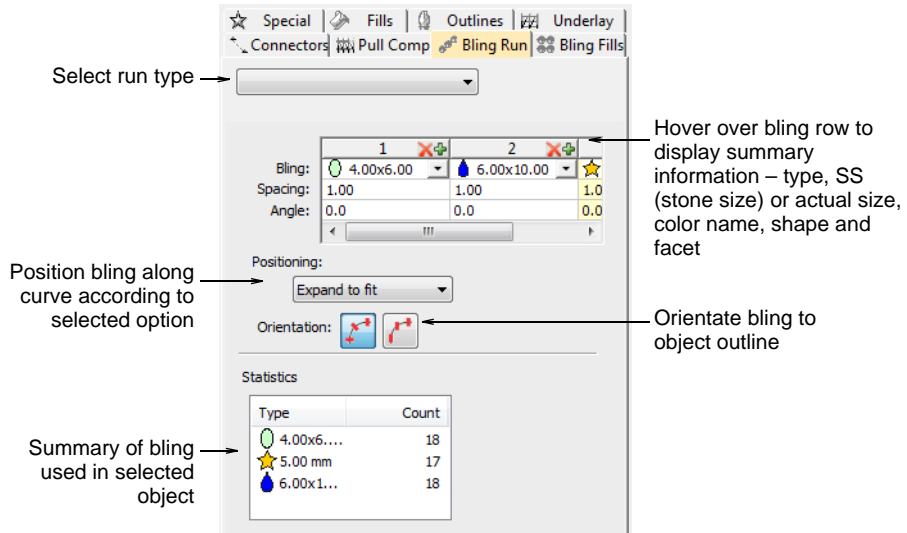 Special Fills Outlines Underlay
Connectors Pull Comp Bling Run Bling Fills
Select run type
1 2
Bling: 4.00x6.00 6.00x10.00
Spacing: 1.00 1.00 1.0
Angle: 0.0 0.0 0.0
Hover over bling row to
display summary
information – type, SS
(stone size) or actual size,
color name, shape and
facet
Positioning:
Expand to fit
Position bling along
curve according to
selected option
Orientation:
Orientate bling to
object outline
Statistics
Type Count
4.00x6.... 18
5.00 mm 17
6.00x1... 18
Summary of bling
used in selected
object